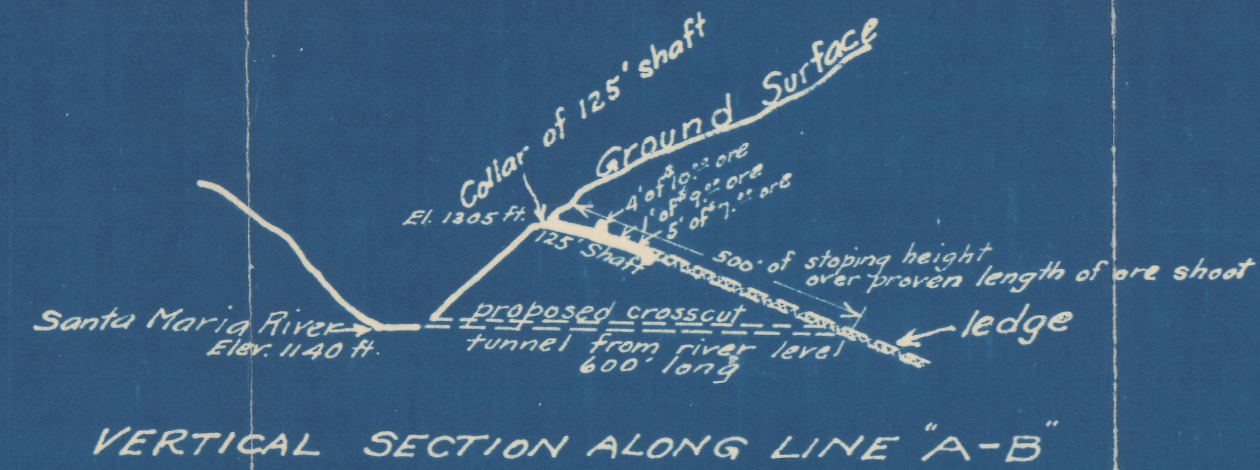 Collar of 125' shaft
Ground Surface
El. 1305 ft.
4' of $10.00 ore
1' of $9.00 ore
5' of $7.00 ore
125' Shaft
500' of stoping height
over proven length of ore shoot
Santa Maria River
Elev. 1140 ft.
proposed crosscut
tunnel from river level
600' long
ledge
VERTICAL SECTION ALONG LINE "A-B"